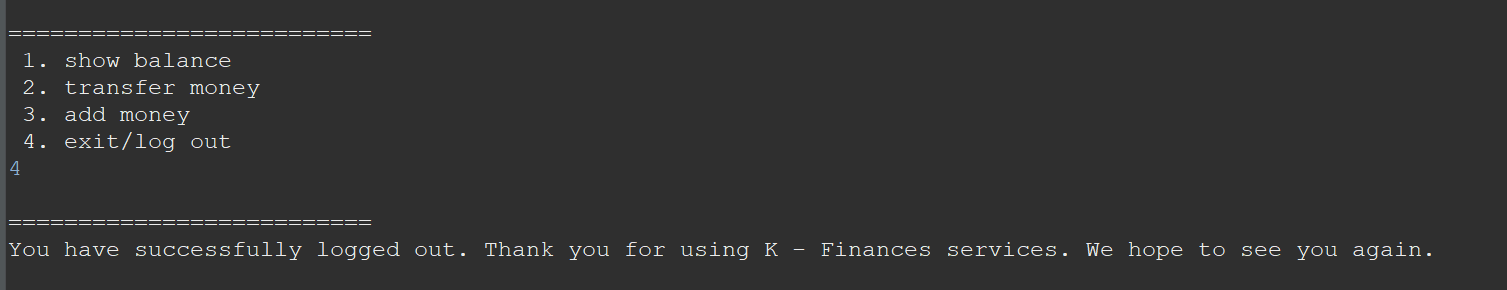 ==========================
 1. show balance
 2. transfer money
 3. add money
 4. exit/log out
4
==========================
You have successfully logged out. Thank you for using K - Finances services. We hope to see you again.